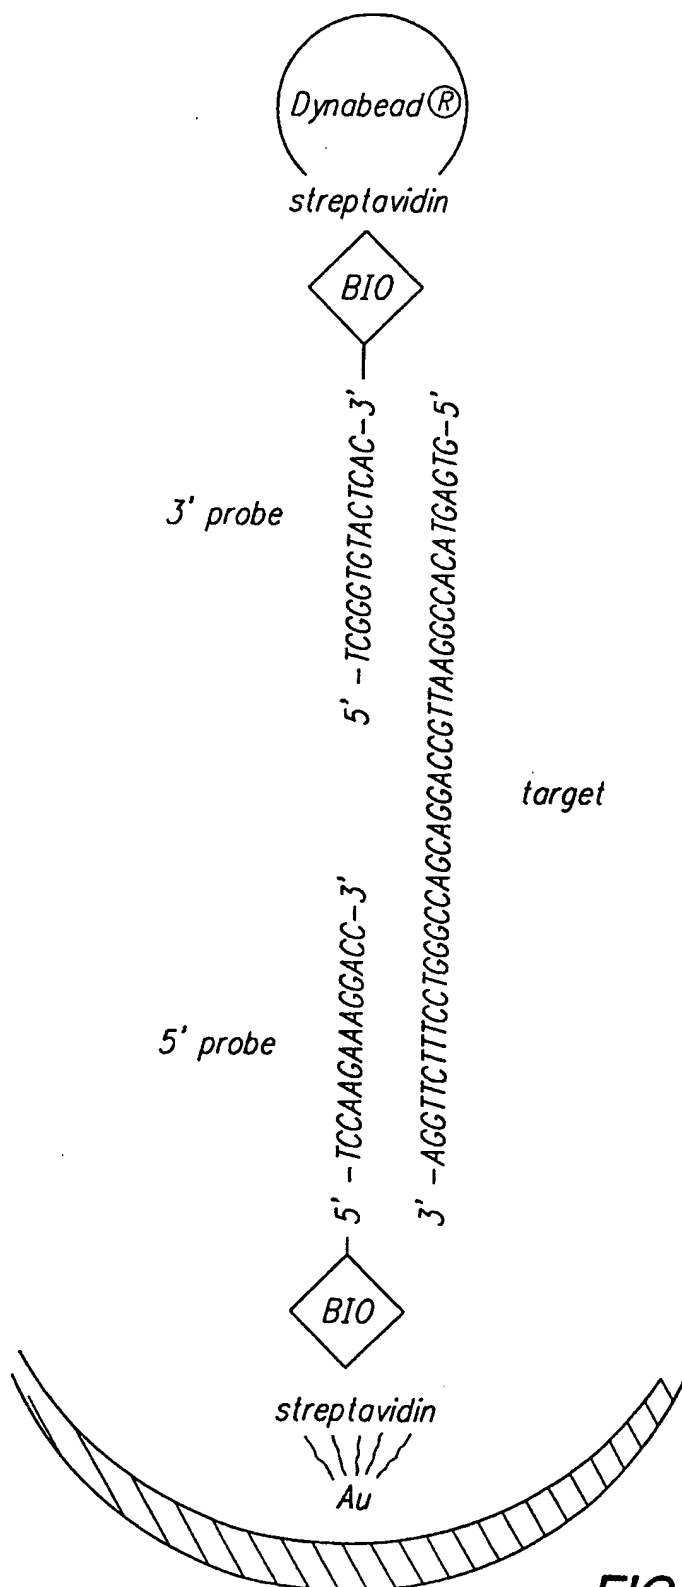 Dynabead®
streptavidin
BIO
3' probe
5' -TCGGGTGTACTCAC-3'
3' -AGGTTCTTTCCTGGGCCAGCAGGACCGTTAAGGCCACATGAGTG-5'
target
5' probe
5' -TCCAAGAAAGGACC-3'
BIO
streptavidin
Au